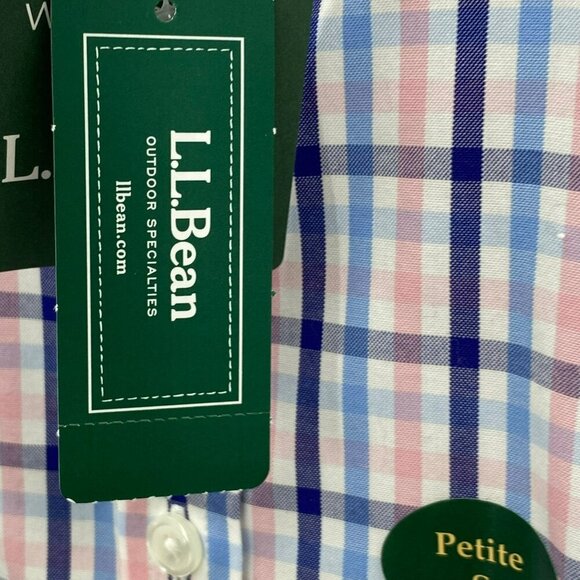 W
L.
L.L.Bean
OUTDOOR SPECIALTIES
llbean.com
Petite
S